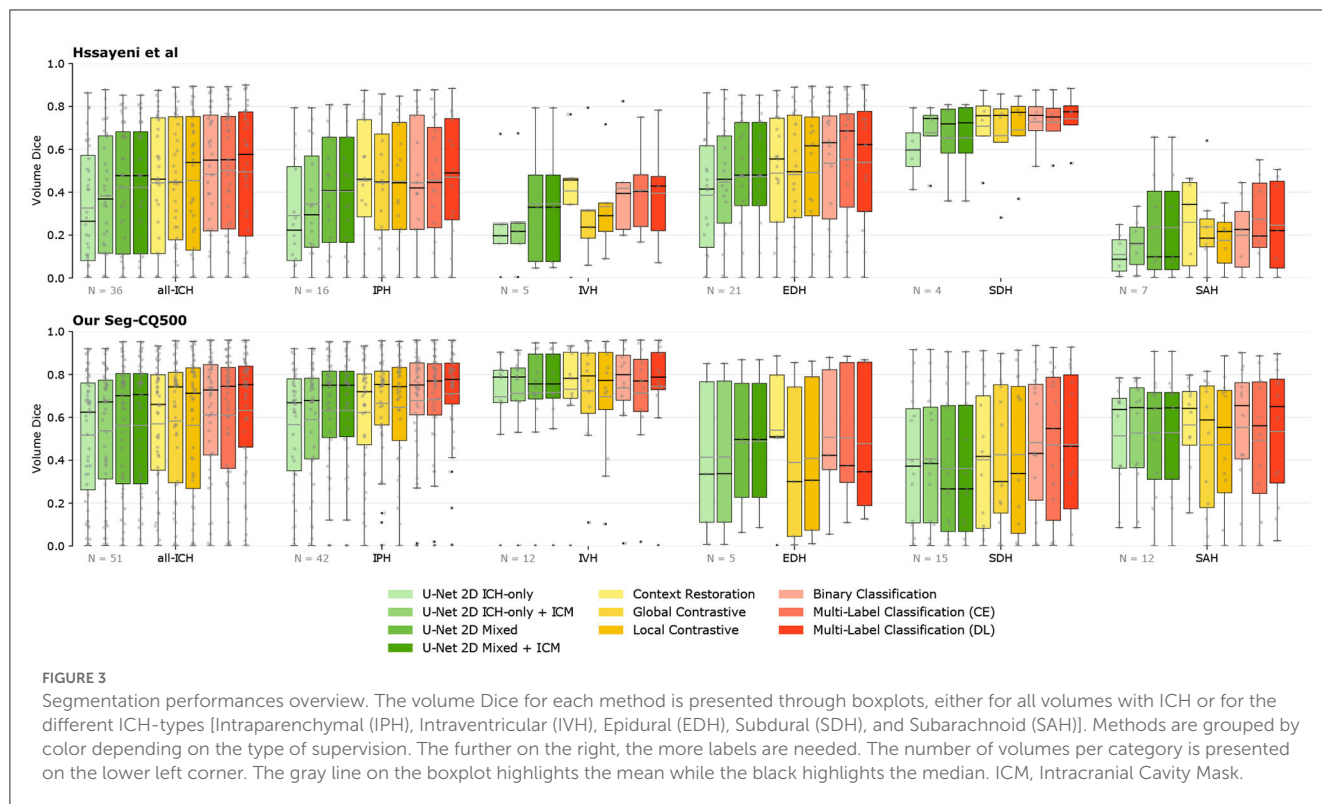 Hssayeni et al
Volume Dice
1.0
0.8
0.6
0.4
0.2
0.0
N = 36 all-ICH N = 16 IPH N = 5 IVH N = 21 EDH N = 4 SDH N = 7 SAH
Our Seg-CQ500
Volume Dice
1.0
0.8
0.6
0.4
0.2
0.0
N = 51 all-ICH N = 42 IPH N = 12 IVH N = 5 EDH N = 15 SDH N = 12 SAH
U-Net 2D ICH-only Context Restoration Binary Classification
U-Net 2D ICH-only + ICM Global Contrastive Multi-Label Classification (CE)
U-Net 2D Mixed Local Contrastive Multi-Label Classification (DL)
U-Net 2D Mixed + ICM
FIGURE 3
Segmentation performances overview. The volume Dice for each method is presented through boxplots, either for all volumes with ICH or for the
different ICH-types [Intraparenchymal (IPH), Intraventricular (IVH), Epidural (EDH), Subdural (SDH), and Subarachnoid (SAH)]. Methods are grouped by
color depending on the type of supervision. The further on the right, the more labels are needed. The number of volumes per category is presented
on the lower left corner. The gray line on the boxplot highlights the mean while the black highlights the median. ICM, Intracranial Cavity Mask.